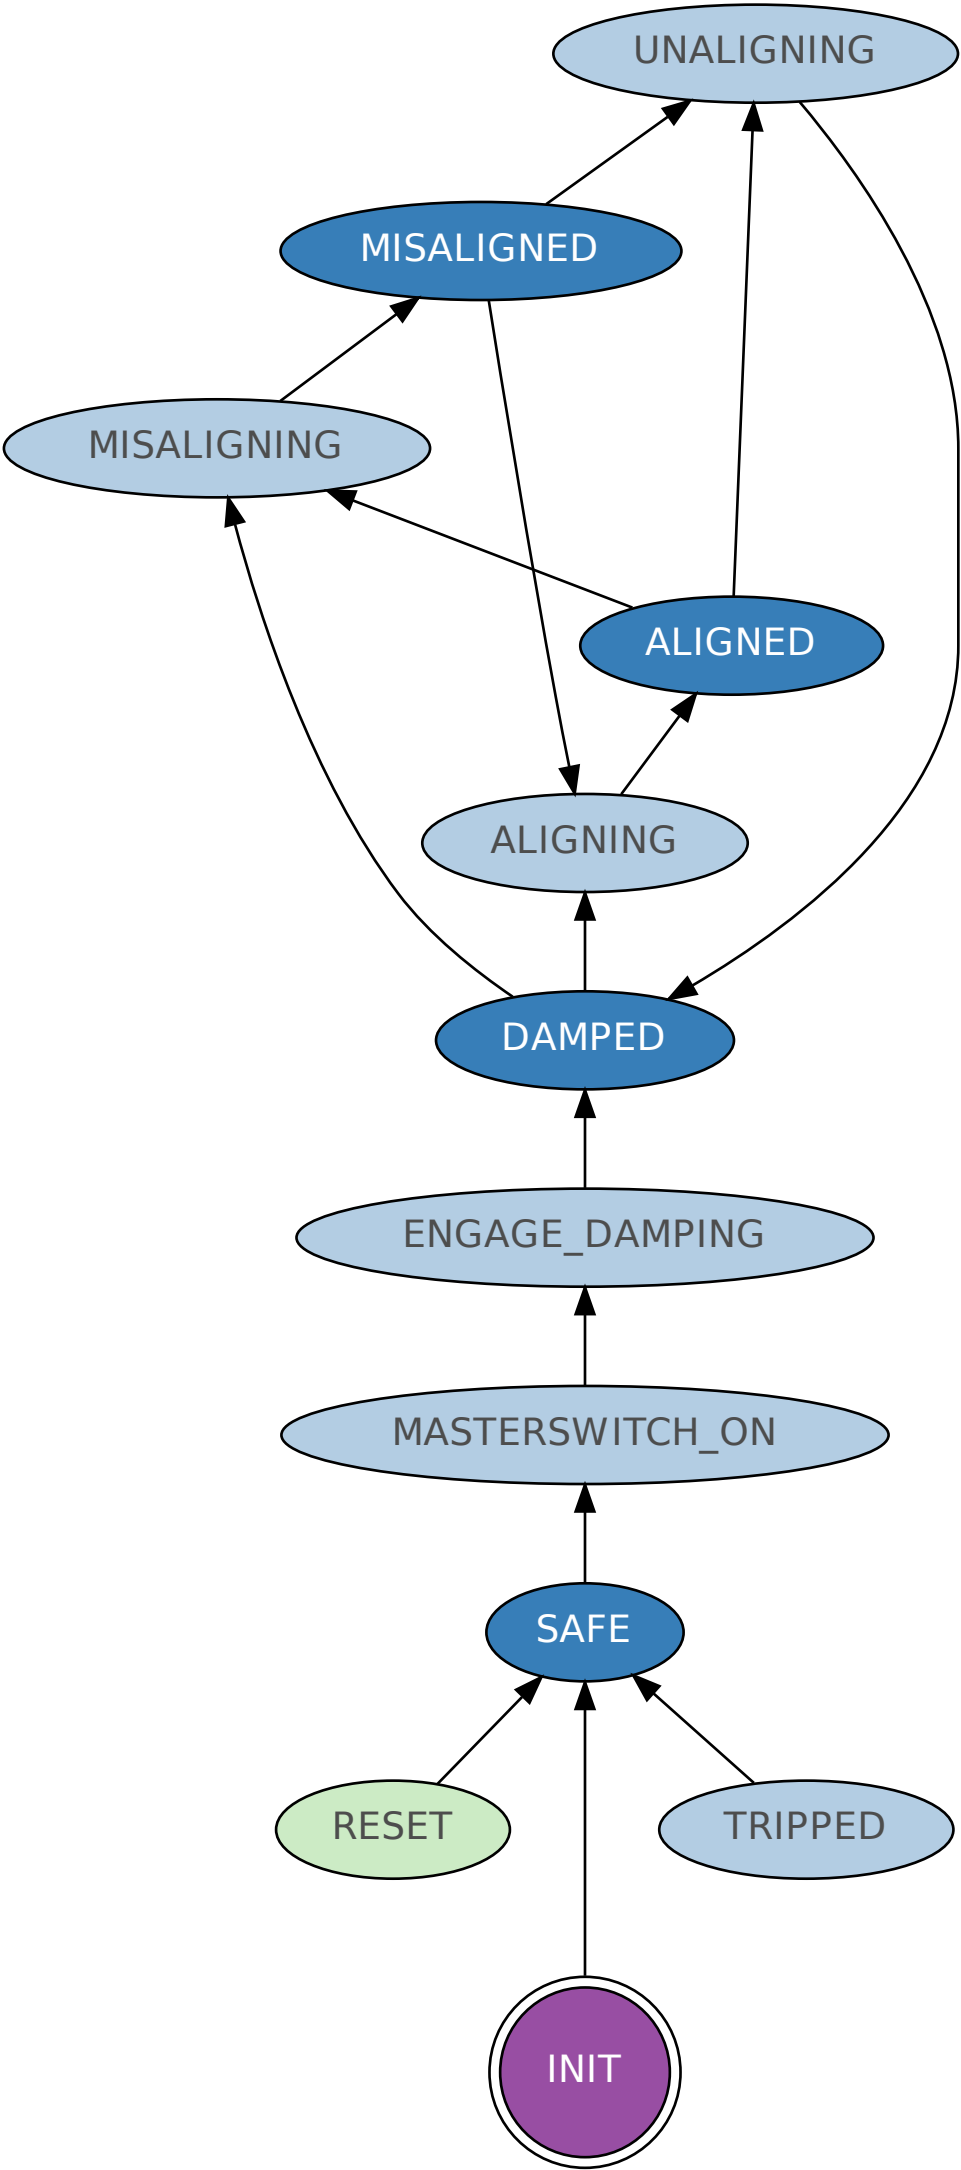 UNALIGNING
MISALIGNED
MISALIGNING
ALIGNED
ALIGNING
DAMPED
ENGAGE_DAMPING
MASTERSWITCH_ON
SAFE
RESET
TRIPPED
INIT